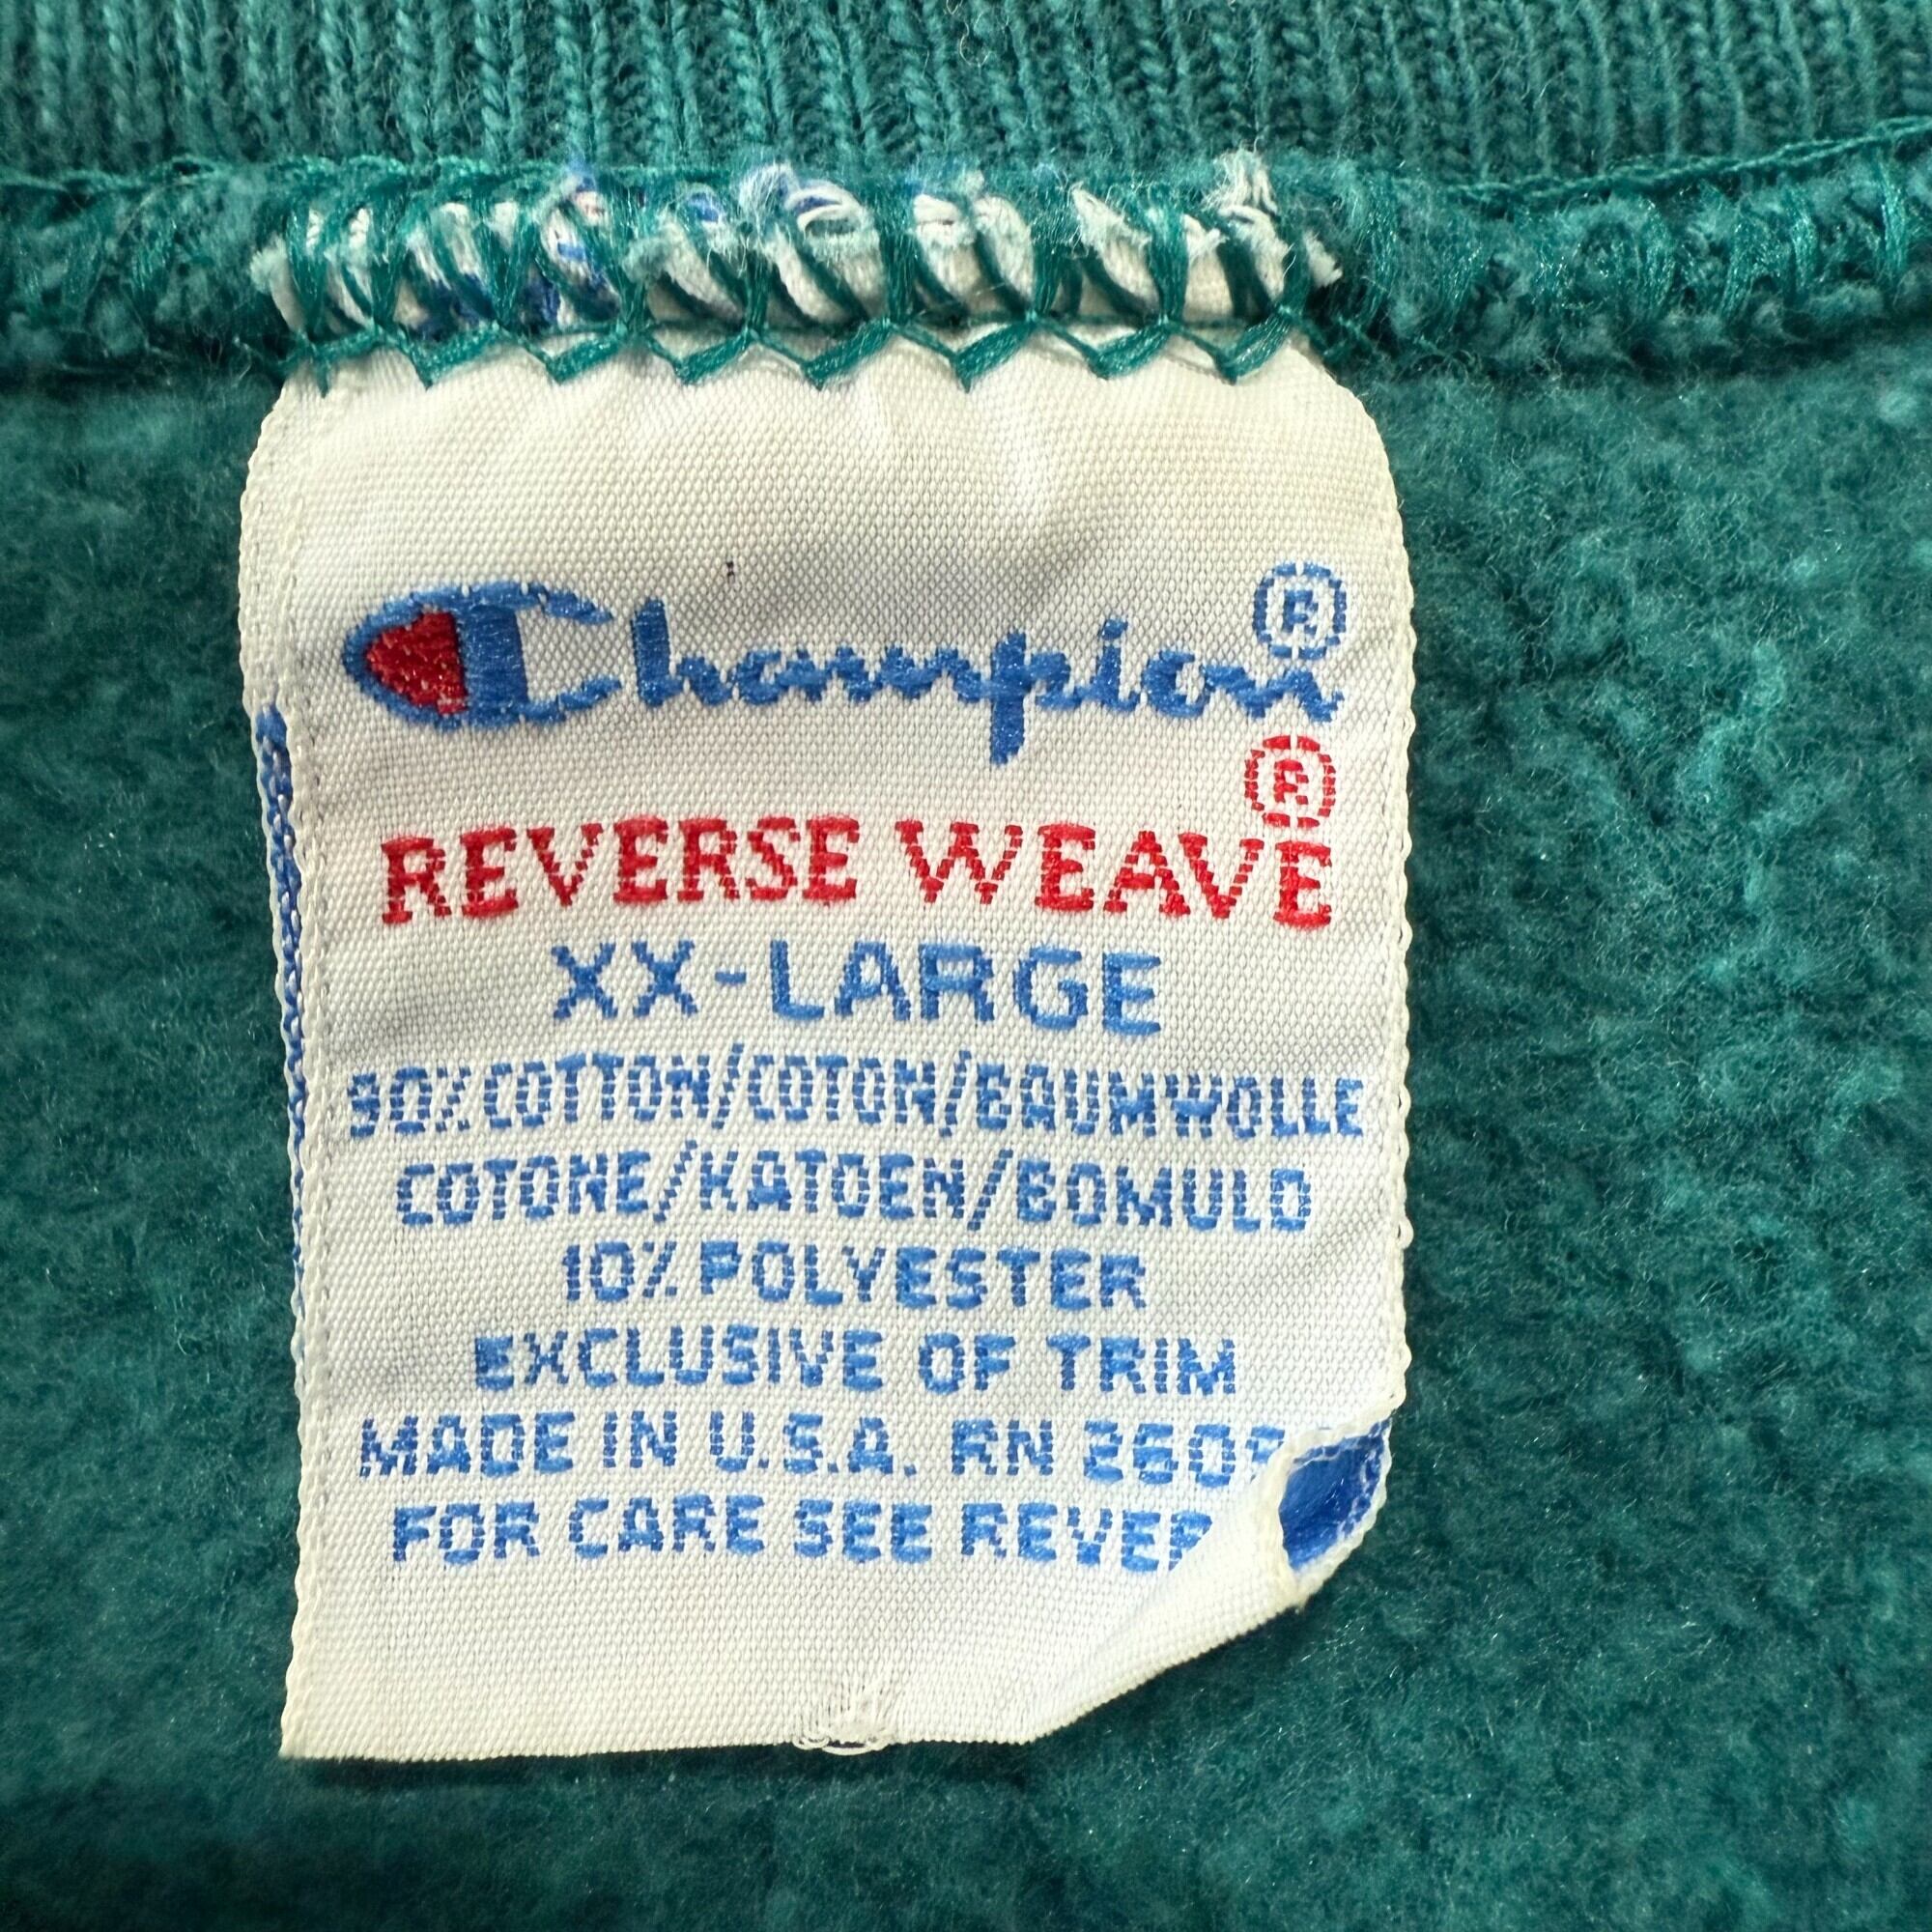 Champion®
REVERSE WEAVE®
XX-LARGE
90% COTTON/COTON/BAUMWOLLE
COTONE/KATOEN/BOMULD
10% POLYESTER
EXCLUSIVE OF TRIM
MADE IN U.S.A. RN
FOR CARE SEE